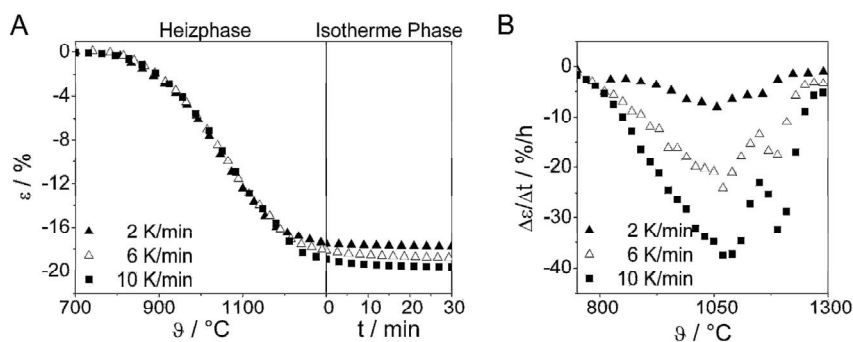 A
Heizphase
Isotherme Phase
0
-4
-8
-12
-16
-20
ε / %
▲ 2 K/min
△ 6 K/min
■ 10 K/min
700 900 1100 0 10 20 30
ϑ / °C
t / min
B
0
-10
-20
-30
-40
Δε/Δt / %/h
▲ 2 K/min
△ 6 K/min
■ 10 K/min
800 1050 1300
ϑ / °C